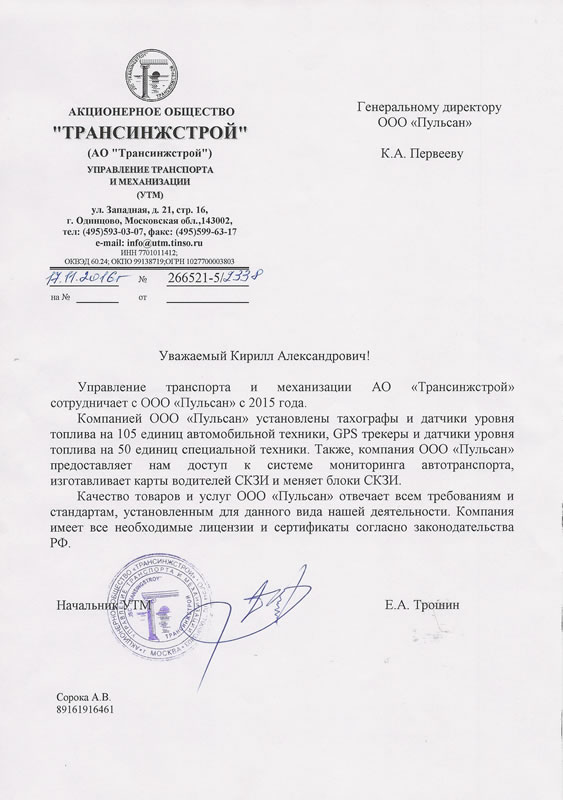 АКЦИОНЕРНОЕ ОБЩЕСТВО
"ТРАНСИНЖСТРОЙ"
(АО "Трансинжстрой")
УПРАВЛЕНИЕ ТРАНСПОРТА
И МЕХАНИЗАЦИИ
(УТМ)
ул. Западная, д. 21, стр. 16,
г. Одинцово, Московская обл.,143002,
тел: (495)593-03-07, факс: (495)599-63-17
e-mail: info@utm.tinso.ru
ИНН 7701011412;
ОКВЭД 60.24; ОКПО 99138719;ОГРН 1027700003803
17.11.2016г № 266521-5/2338
на № от
Генеральному директору
ООО «Пульсан»
К.А. Первееву
Уважаемый Кирилл Александрович!
Управление транспорта и механизации АО «Трансинжстрой»
сотрудничает с ООО «Пульсан» с 2015 года.
Компанией ООО «Пульсан» установлены тахографы и датчики уровня
топлива на 105 единиц автомобильной техники, GPS трекеры и датчики уровня
топлива на 50 единиц специальной техники. Также, компания ООО «Пульсан»
предоставляет нам доступ к системе мониторинга автотранспорта,
изготавливает карты водителей СКЗИ и меняет блоки СКЗИ.
Качество товаров и услуг ООО «Пульсан» отвечает всем требованиям и
стандартам, установленным для данного вида нашей деятельности. Компания
имеет все необходимые лицензии и сертификаты согласно законодательства
РФ.
Начальник УТМ
Е.А. Трошин
АКЦИОНЕРНОЕ ОБЩЕСТВО «ТРАНСИНЖСТРОЙ»
УПРАВЛЕНИЕ ТРАНСПОРТА И МЕХАНИЗАЦИИ
г. МОСКВА
Сорока А.В.
89161916461